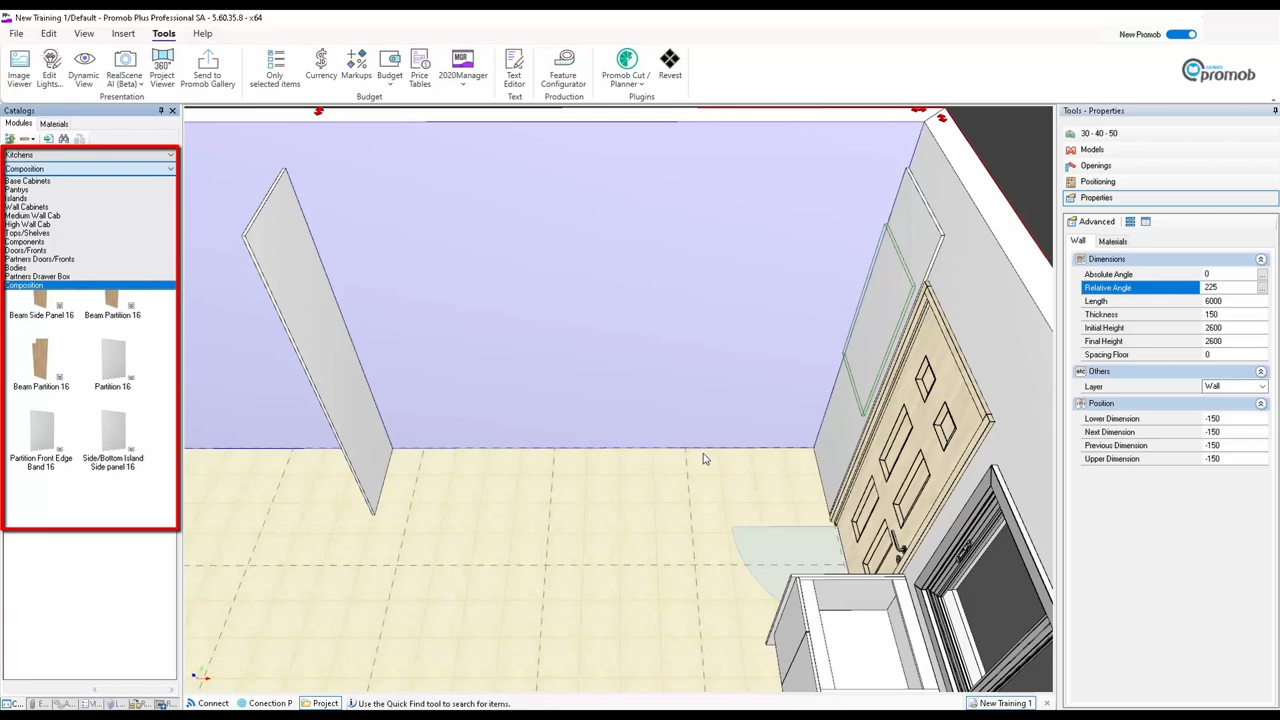 New Training 1/Default - Promob Plus Professional SA - 5.60.35.8 - x64
File Edit View Insert Tools Help
New Promob
Image Viewer
Edit Lights...
Dynamic View
RealScene AI (Beta)
Project Viewer
Send to Promob Gallery
Presentation
Only selected items
Currency
Markups
Budget
Price Tables
2020Manager
Budget
Text Editor
Text
Feature Configurator
Production
Promob Cut / Planner
Revest
Plugins
promob
Catalogs
Modules Materials
Kitchens
Composition
Base Cabinets
Pantrys
Islands
Wall Cabinets
Medium Wall Cab
High Wall Cab
Tops/Shelves
Components
Doors/Fronts
Partners Doors/Fronts
Bodies
Partners Drawer Box
Composition
Beam Side Panel 16 Beam Partition 16
Beam Partition 16 Partition 16
Partition Front Edge Band 16
Side/Bottom Island Side panel 16
Tools - Properties
30 - 40 - 50
Models
Openings
Positioning
Properties
Advanced
Wall Materials
Dimensions
Absolute Angle 0
Relative Angle 225
Length 6000
Thickness 150
Initial Height 2600
Final Height 2600
Spacing Floor 0
Others
Layer Wall
Position
Lower Dimension -150
Next Dimension -150
Previous Dimension -150
Upper Dimension -150
Connect Conection P Project Use the Quick Find tool to search for items. New Training 1